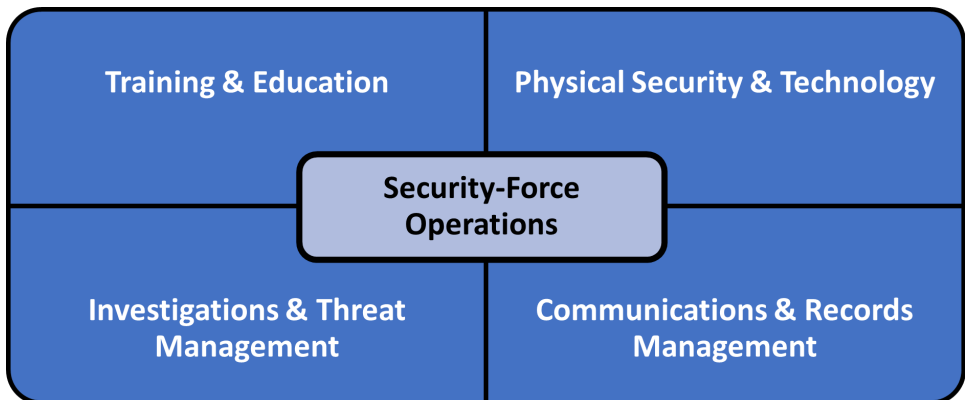 Training & Education
Physical Security & Technology
Security-Force
Operations
Investigations & Threat
Management
Communications & Records
Management